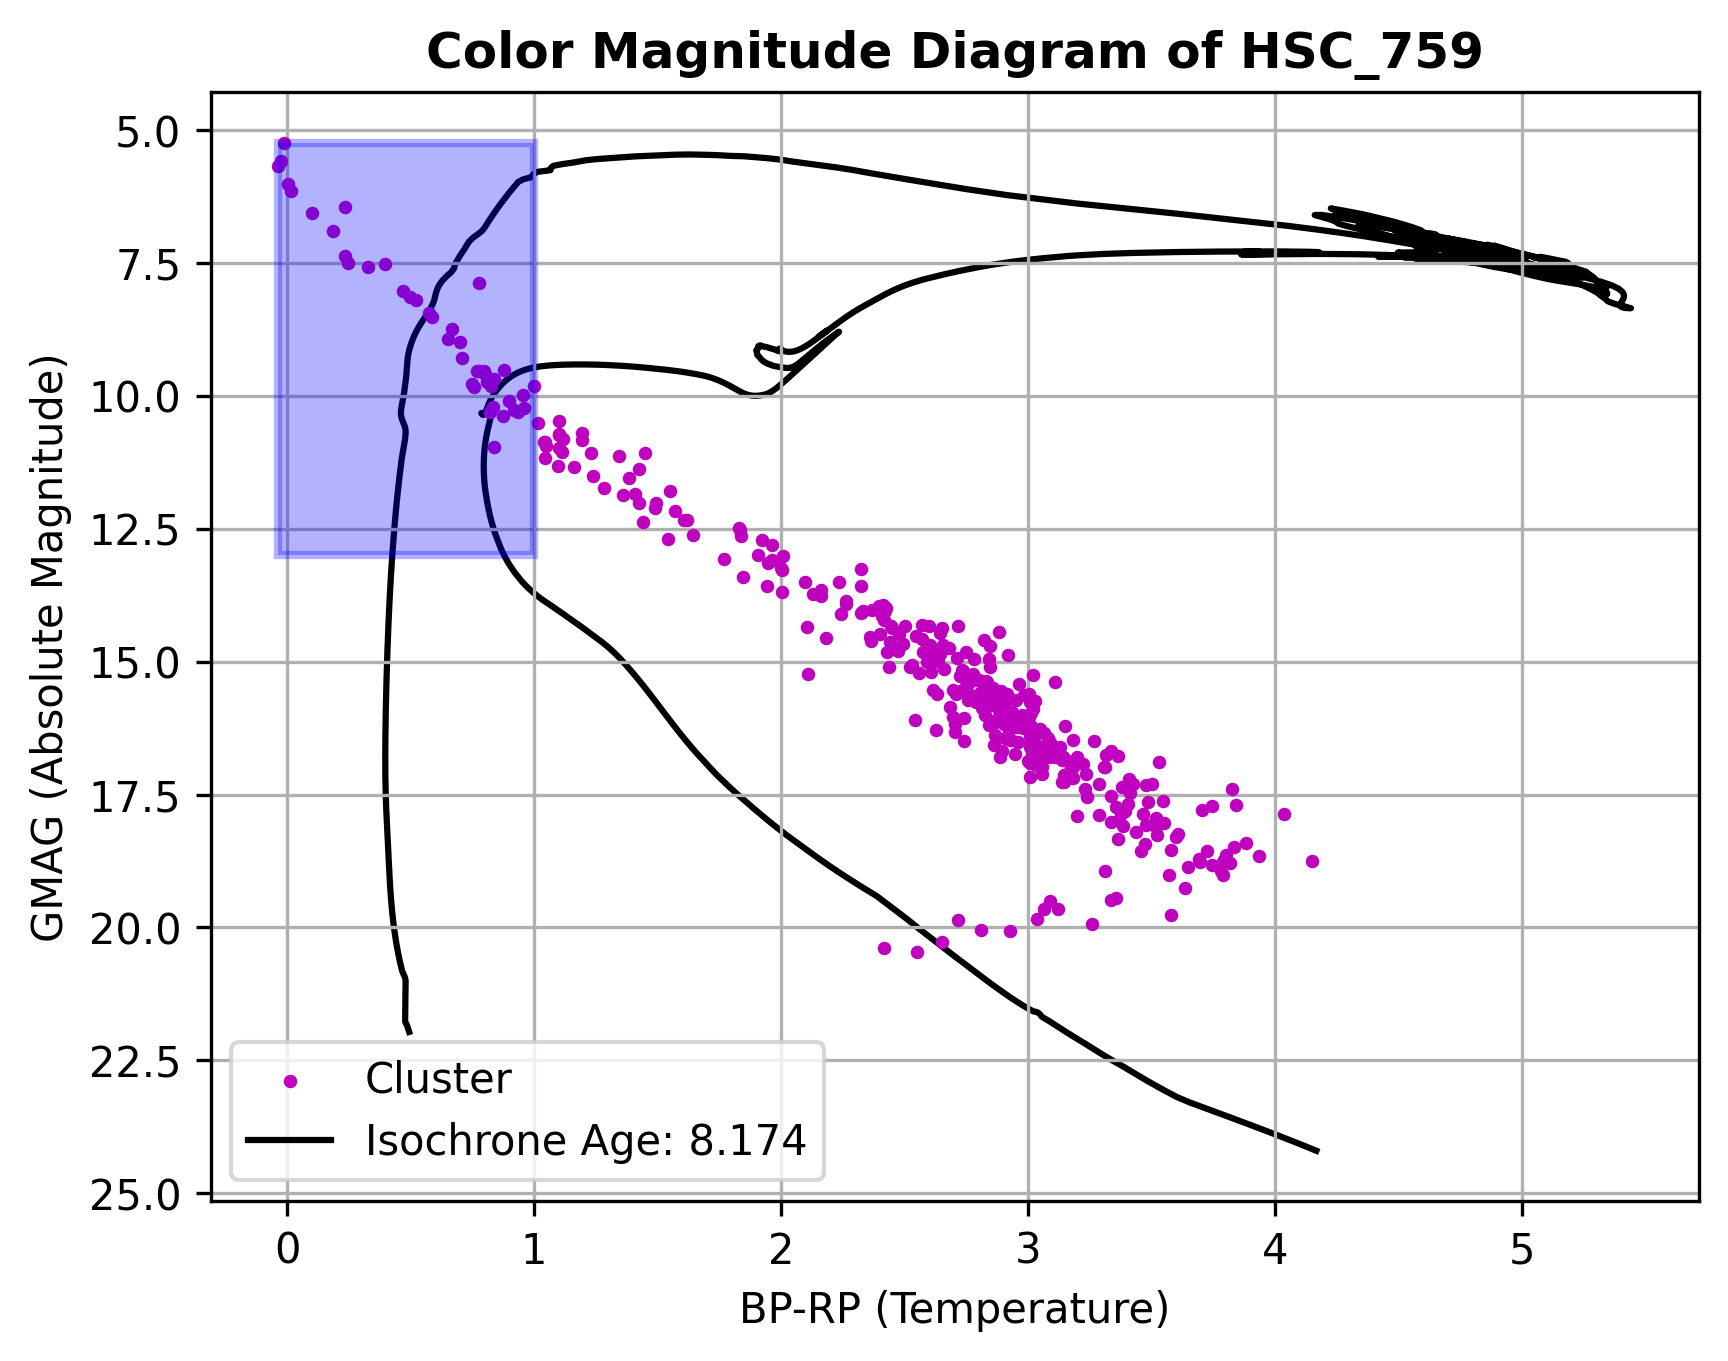 Color Magnitude Diagram of HSC_759
GMAG (Absolute Magnitude)
5.0
7.5
10.0
12.5
15.0
17.5
20.0
22.5
25.0
Cluster
Isochrone Age: 8.174
0 1 2 3 4 5
BP-RP (Temperature)